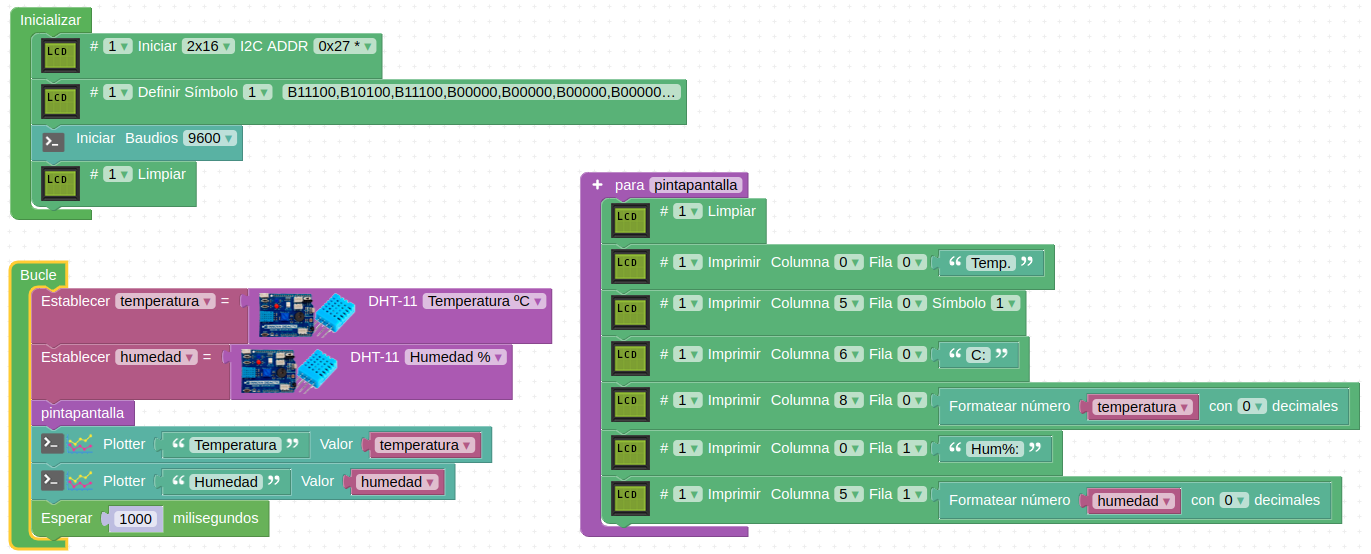 Inicializar
LCD # 1 Iniciar 2x16 I2C ADDR 0x27 *
LCD # 1 Definir Símbolo 1 B11100,B10100,B11100,B00000,B00000,B00000,B00000…
>_ Iniciar Baudios 9600
LCD # 1 Limpiar
Bucle
Establecer temperatura = DHT-11 Temperatura ºC
Establecer humedad = DHT-11 Humedad %
pintapantalla
>_ Plotter “ Temperatura ” Valor temperatura
>_ Plotter “ Humedad ” Valor humedad
Esperar 1000 milisegundos
+ para pintapantalla
LCD # 1 Limpiar
LCD # 1 Imprimir Columna 0 Fila 0 “ Temp. ”
LCD # 1 Imprimir Columna 5 Fila 0 Símbolo 1
LCD # 1 Imprimir Columna 6 Fila 0 “ C: ”
LCD # 1 Imprimir Columna 8 Fila 0 Formatear número temperatura con 0 decimales
LCD # 1 Imprimir Columna 0 Fila 1 “ Hum%: ”
LCD # 1 Imprimir Columna 5 Fila 1 Formatear número humedad con 0 decimales